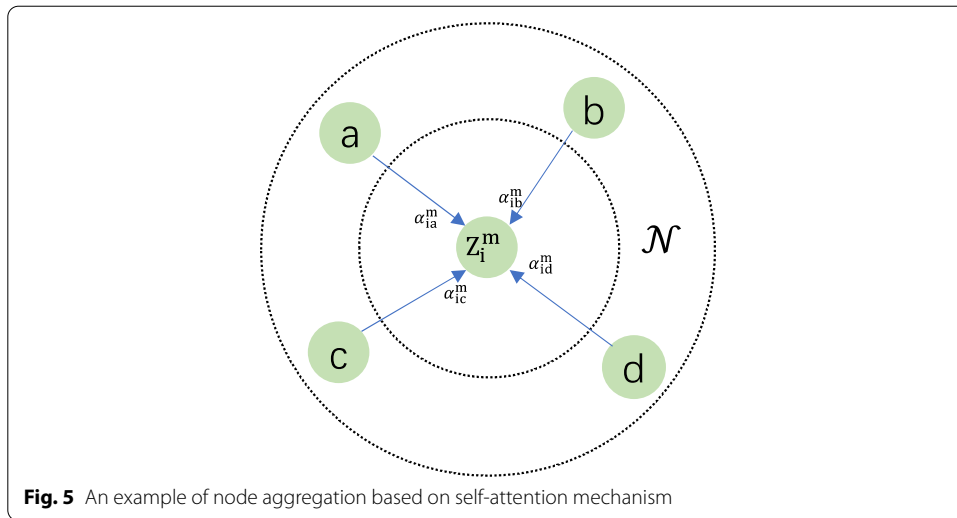 a
b
α_ia^m
α_ib^m
Z_i^m
𝒩
α_id^m
α_ic^m
c
d
Fig. 5 An example of node aggregation based on self-attention mechanism